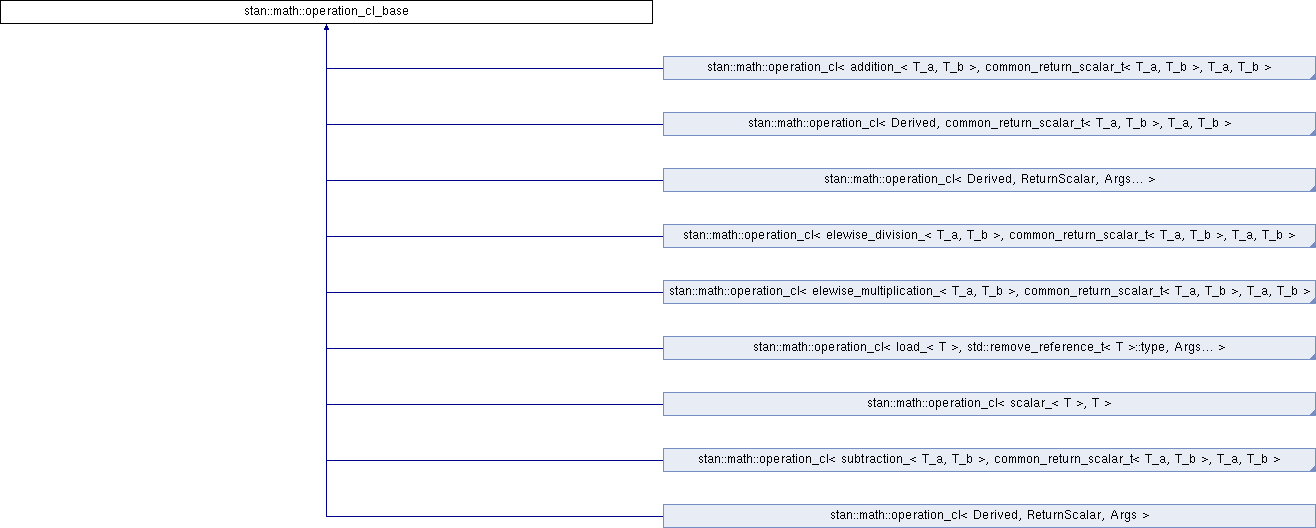 stan::math::operation_cl_base
stan::math::operation_cl< addition_< T_a, T_b >, common_return_scalar_t< T_a, T_b >, T_a, T_b >
stan::math::operation_cl< Derived, common_return_scalar_t< T_a, T_b >, T_a, T_b >
stan::math::operation_cl< Derived, ReturnScalar, Args... >
stan::math::operation_cl< elewise_division_< T_a, T_b >, common_return_scalar_t< T_a, T_b >, T_a, T_b >
stan::math::operation_cl< elewise_multiplication_< T_a, T_b >, common_return_scalar_t< T_a, T_b >, T_a, T_b >
stan::math::operation_cl< load_< T >, std::remove_reference_t< T >::type, Args... >
stan::math::operation_cl< scalar_< T >, T >
stan::math::operation_cl< subtraction_< T_a, T_b >, common_return_scalar_t< T_a, T_b >, T_a, T_b >
stan::math::operation_cl< Derived, ReturnScalar, Args >